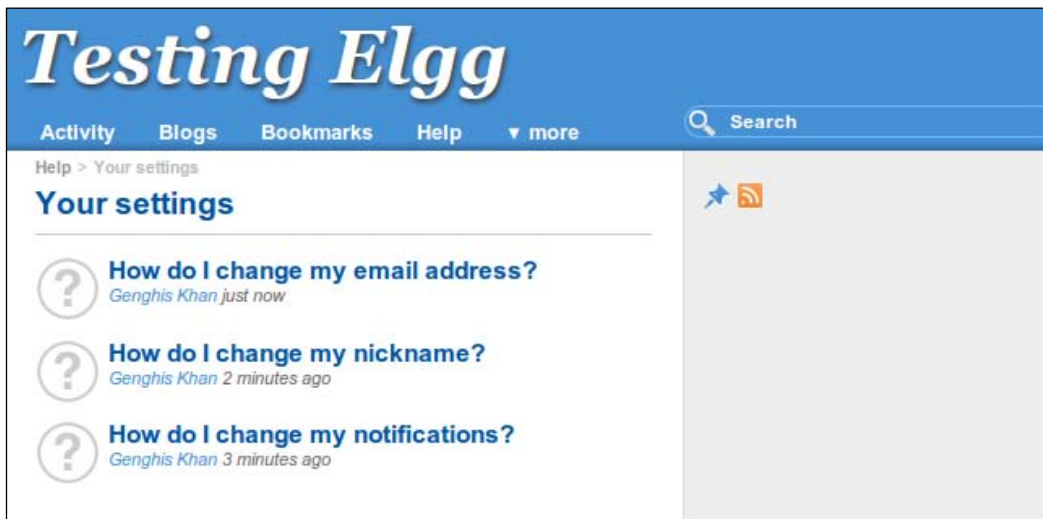 Testing Elgg
Activity Blogs Bookmarks Help ▼ more
Search
Help > Your settings
Your settings
? How do I change my email address?
Genghis Khan just now
? How do I change my nickname?
Genghis Khan 2 minutes ago
? How do I change my notifications?
Genghis Khan 3 minutes ago